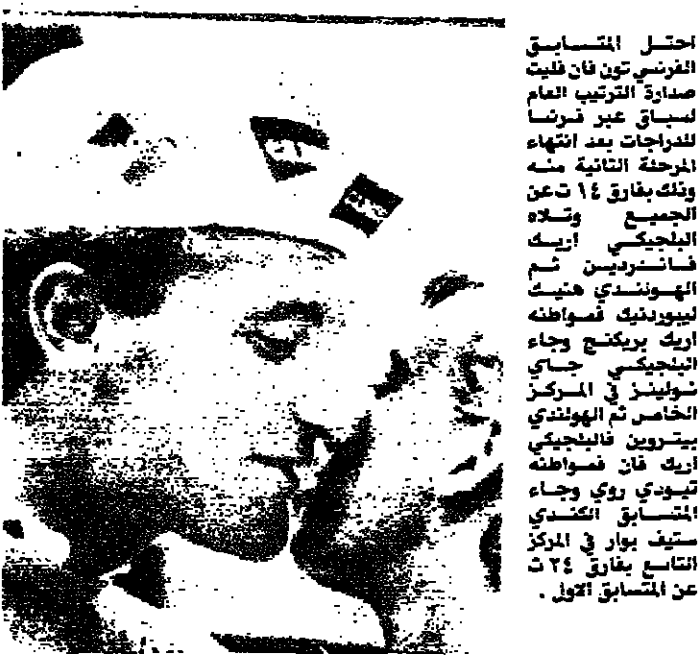 احتل المتسابق
الفرنسي تون فان فليت
صدارة الترتيب العام
لسباق عبر فرنسا
للدراجات بعد انتهاء
المرحلة الثانية منه
وذلك بفارق ١٤ ت عن
الجميع وتلاه
البلجيكي اريك
فانرديس ثم
الهولندي هنيك
ليبوردنيك فمواطنه
اريك بريكنج وجاء
البلجيكي جاي
نولينز في المركز
الخامس ثم الهولندي
بيتروين فالبلجيكي
اريك فان فمواطنه
تيودي روي وجاء
المتسابق الكندي
ستيف بوار في المركز
التاسع بفارق ٢٤ ت
عن المتسابق الاول .